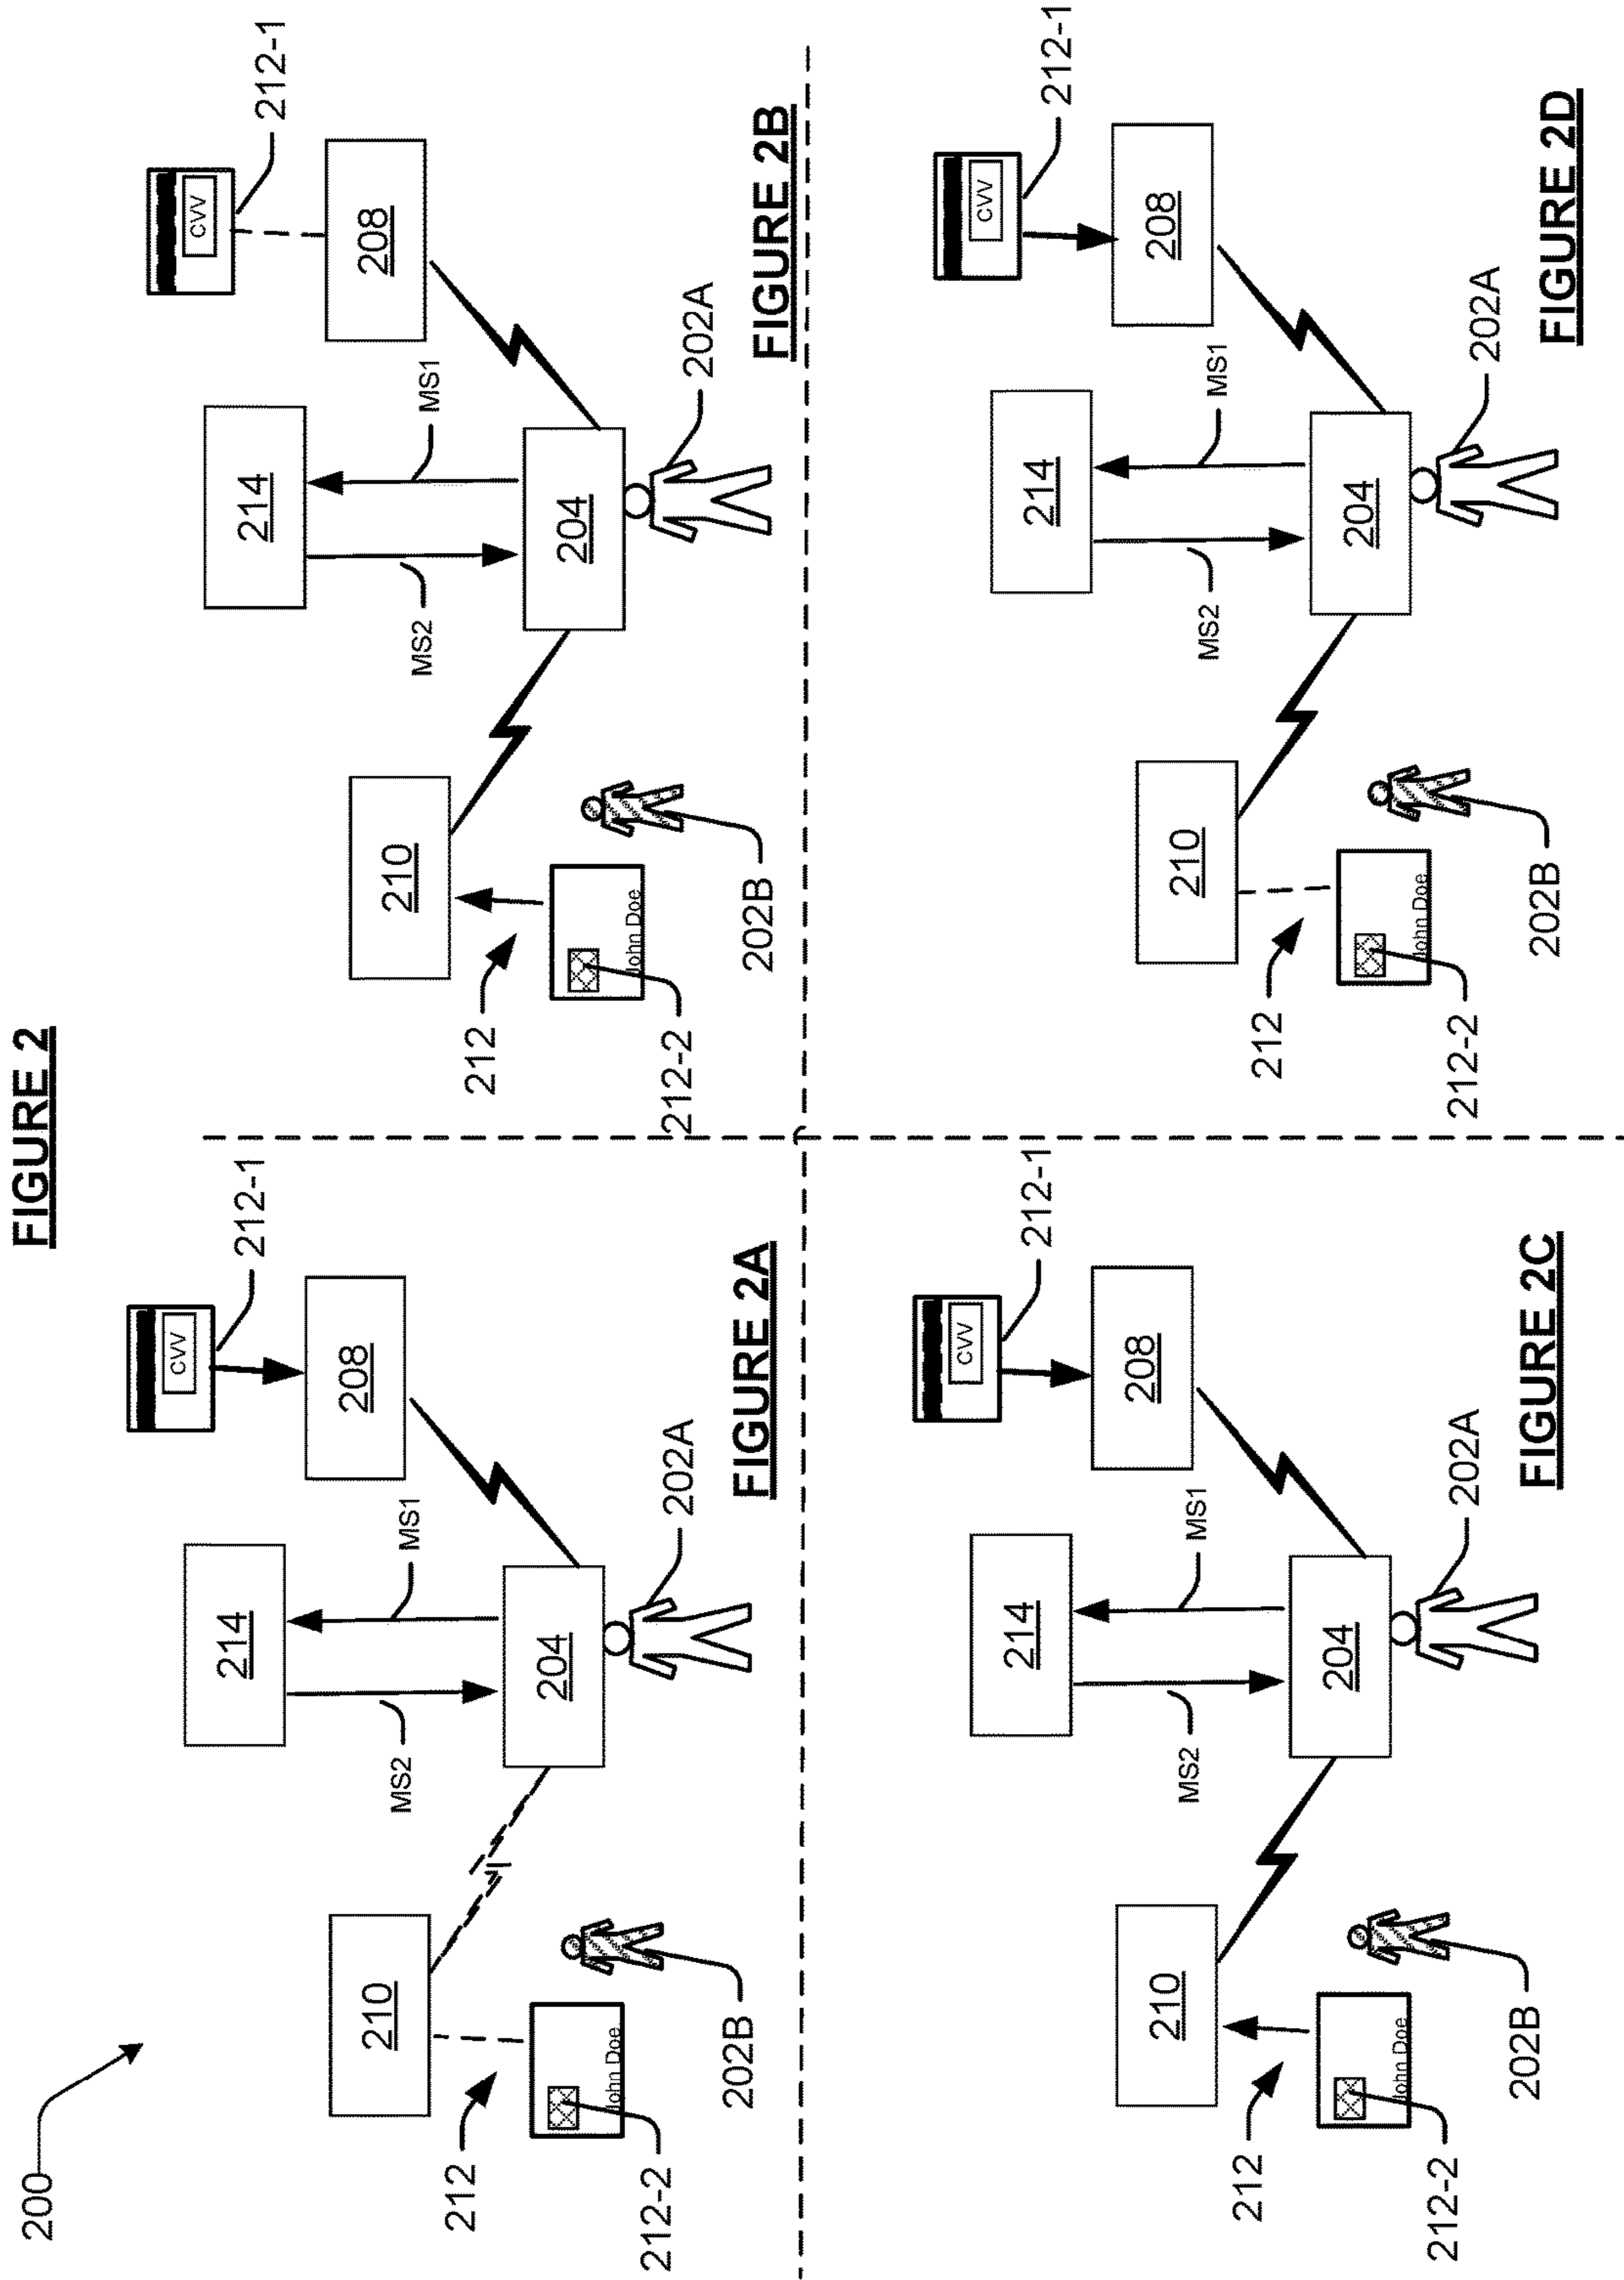 FIGURE 2
200
212-1
CVV
208
214
MS1
MS2
204
202A
210
212
John Doe
212-2
202B
FIGURE 2A
212-1
CVV
208
214
MS1
MS2
204
202A
210
212
John Doe
212-2
202B
FIGURE 2B
212-1
CVV
208
214
MS1
MS2
204
202A
210
212
John Doe
212-2
202B
FIGURE 2C
212-1
CVV
208
214
MS1
MS2
204
202A
210
212
John Doe
212-2
202B
FIGURE 2D